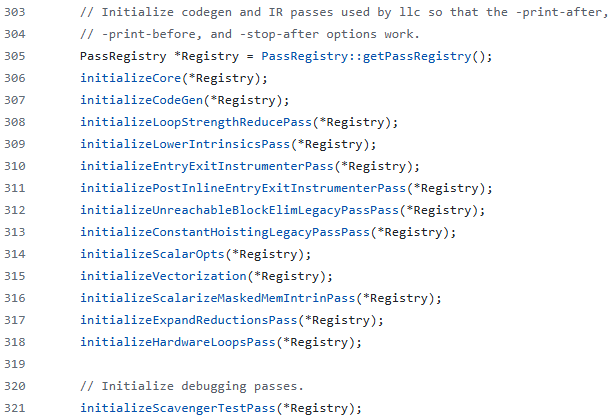 303 // Initialize codegen and IR passes used by llc so that the -print-after,
304 // -print-before, and -stop-after options work.
305 PassRegistry *Registry = PassRegistry::getPassRegistry();
306 initializeCore(*Registry);
307 initializeCodeGen(*Registry);
308 initializeLoopStrengthReducePass(*Registry);
309 initializeLowerIntrinsicsPass(*Registry);
310 initializeEntryExitInstrumenterPass(*Registry);
311 initializePostInlineEntryExitInstrumenterPass(*Registry);
312 initializeUnreachableBlockElimLegacyPassPass(*Registry);
313 initializeConstantHoistingLegacyPassPass(*Registry);
314 initializeScalarOpts(*Registry);
315 initializeVectorization(*Registry);
316 initializeScalarizeMaskedMemIntrinPass(*Registry);
317 initializeExpandReductionsPass(*Registry);
318 initializeHardwareLoopsPass(*Registry);
319
320 // Initialize debugging passes.
321 initializeScavengerTestPass(*Registry);